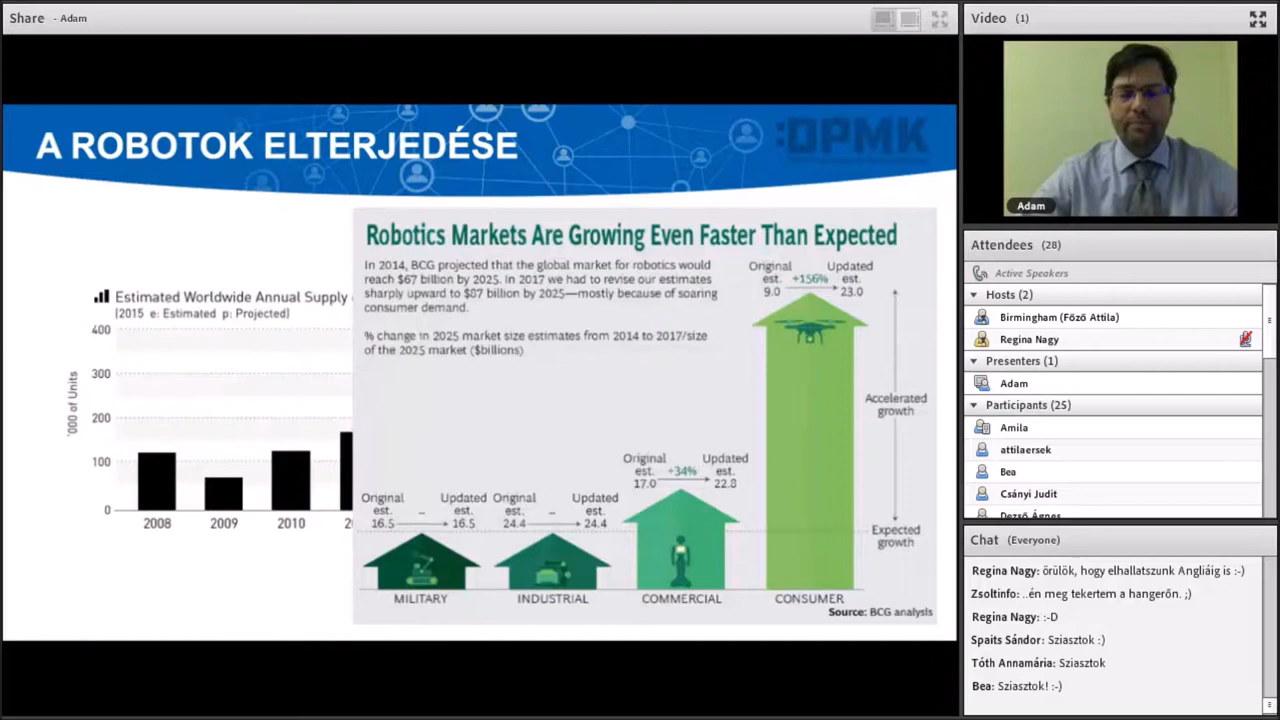 Share - Adam
A ROBOTOK ELTERJEDÉSE
:DPMK
Estimated Worldwide Annual Supply
(2015 e: Estimated p: Projected)
'000 of Units
400
300
200
100
0
2008
2009
2010
Robotics Markets Are Growing Even Faster Than Expected
In 2014, BCG projected that the global market for robotics would
reach $67 billion by 2025. In 2017 we had to revise our estimates
sharply upward to $87 billion by 2025—mostly because of soaring
consumer demand.
% change in 2025 market size estimates from 2014 to 2017/size
of the 2025 market ($billions)
Original est. 16.5 – Updated est. 16.5
MILITARY
Original est. 24.4 – Updated est. 24.4
INDUSTRIAL
Original est. 17.0 +34% Updated est. 22.8
COMMERCIAL
Original est. 9.0 +156% Updated est. 23.0
CONSUMER
Accelerated
growth
Expected
growth
Source: BCG analysis
Video (1)
Adam
Attendees (28)
Active Speakers
Hosts (2)
Birmingham (Főző Attila)
Regina Nagy
Presenters (1)
Adam
Participants (25)
Amila
attilaersek
Bea
Csányi Judit
Dezső Ágnes
Chat (Everyone)
Regina Nagy: örülök, hogy elhallatszunk Angliáig is :-)
Zsoltinfo: ..én meg tekertem a hangerőn. ;)
Regina Nagy: :-D
Spaits Sándor: Sziasztok :)
Tóth Annamária: Sziasztok
Bea: Sziasztok! :-)